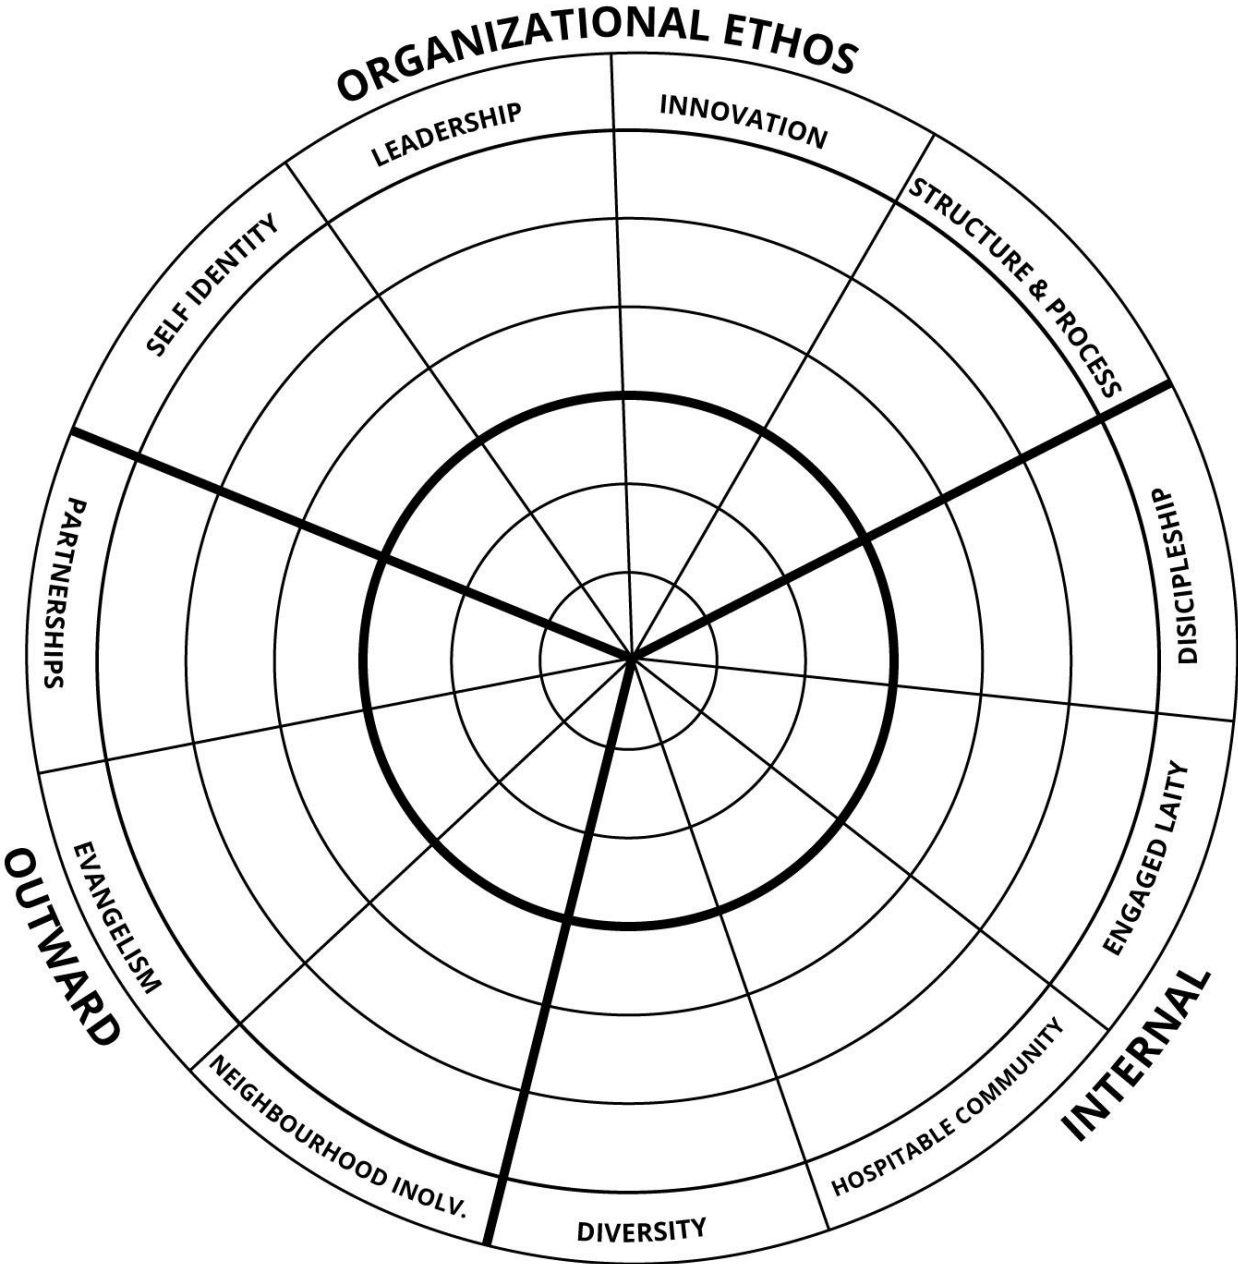 ORGANIZATIONAL ETHOS
LEADERSHIP
INNOVATION
STRUCTURE & PROCESS
SELF IDENTITY
PARTNERSHIPS
DISICIPLESHIP
ENGAGED LAITY
EVANGELISM
OUTWARD
INTERNAL
HOSPITABLE COMMUNITY
NEIGHBOURHOOD INOLV.
DIVERSITY